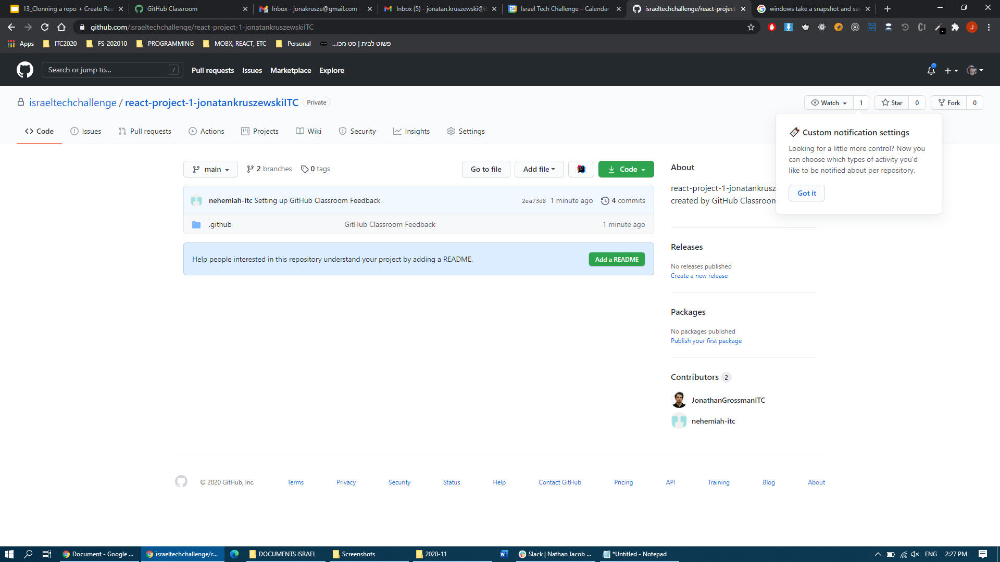 13_Clonning a repo + Create Rea
GitHub Classroom
Inbox - jonakrusze@gmail.com -
Inbox (5) - jonatan.kruszewski@it
Israel Tech Challenge – Calendar
israeltechchallenge/react-project
windows take a snapshot and sav
github.com/israeltechchallenge/react-project-1-jonatankruszewskiITC
Apps
ITC2020
FS-202010
PROGRAMMING
MOBX, REACT, ETC
Personal
פשוט לבית | סט מכו...
Search or jump to...
/
Pull requests
Issues
Marketplace
Explore
israeltechchallenge / react-project-1-jonatankruszewskiITC
Private
Watch 1
Star 0
Fork 0
Code
Issues
Pull requests
Actions
Projects
Wiki
Security
Insights
Settings
Custom notification settings
Looking for a little more control? Now you
can choose which types of activity you’d
like to be notified about per repository.
Got it
main
2 branches
0 tags
Go to file
Add file
Code
nehemiah-itc Setting up GitHub Classroom Feedback
2ea73d8 1 minute ago
4 commits
.github
GitHub Classroom Feedback
1 minute ago
Help people interested in this repository understand your project by adding a README.
Add a README
About
react-project-1-jonatankrusz
created by GitHub Classroom
Releases
No releases published
Create a new release
Packages
No packages published
Publish your first package
Contributors 2
JonathanGrossmanITC
nehemiah-itc
© 2020 GitHub, Inc.
Terms
Privacy
Security
Status
Help
Contact GitHub
Pricing
API
Training
Blog
About
Document - Google ...
israeltechchallenge/r...
DOCUMENTS ISRAEL
Screenshots
2020-11
Slack | Nathan Jacob ...
*Untitled - Notepad
ENG
2:27 PM